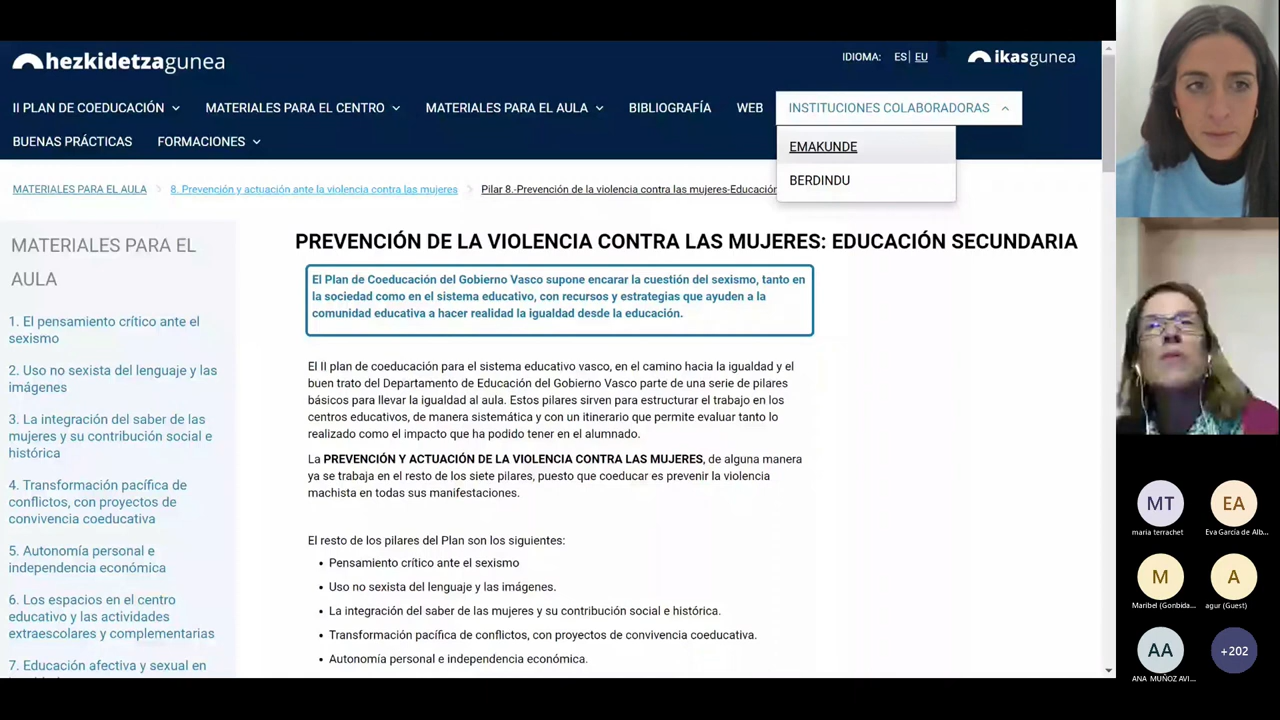 hezkidetzagunea
IDIOMA: ES| EU
ikasgunea
II PLAN DE COEDUCACIÓN
MATERIALES PARA EL CENTRO
MATERIALES PARA EL AULA
BIBLIOGRAFÍA
WEB
INSTITUCIONES COLABORADORAS
EMAKUNDE
BERDINDU
BUENAS PRÁCTICAS
FORMACIONES
MATERIALES PARA EL AULA
8. Prevención y actuación ante la violencia contra las mujeres
Pilar 8.-Prevención de la violencia contra las mujeres-Educación
MATERIALES PARA EL
AULA
1. El pensamiento crítico ante el
sexismo
2. Uso no sexista del lenguaje y las
imágenes
3. La integración del saber de las
mujeres y su contribución social e
histórica
4. Transformación pacífica de
conflictos, con proyectos de
convivencia coeducativa
5. Autonomía personal e
independencia económica
6. Los espacios en el centro
educativo y las actividades
extraescolares y complementarias
7. Educación afectiva y sexual en
PREVENCIÓN DE LA VIOLENCIA CONTRA LAS MUJERES: EDUCACIÓN SECUNDARIA
El Plan de Coeducación del Gobierno Vasco supone encarar la cuestión del sexismo, tanto en
la sociedad como en el sistema educativo, con recursos y estrategias que ayuden a la
comunidad educativa a hacer realidad la igualdad desde la educación.
El II plan de coeducación para el sistema educativo vasco, en el camino hacia la igualdad y el
buen trato del Departamento de Educación del Gobierno Vasco parte de una serie de pilares
básicos para llevar la igualdad al aula. Estos pilares sirven para estructurar el trabajo en los
centros educativos, de manera sistemática y con un itinerario que permite evaluar tanto lo
realizado como el impacto que ha podido tener en el alumnado.
La PREVENCIÓN Y ACTUACIÓN DE LA VIOLENCIA CONTRA LAS MUJERES, de alguna manera
ya se trabaja en el resto de los siete pilares, puesto que coeducar es prevenir la violencia
machista en todas sus manifestaciones.
El resto de los pilares del Plan son los siguientes:
• Pensamiento crítico ante el sexismo
• Uso no sexista del lenguaje y las imágenes.
• La integración del saber de las mujeres y su contribución social e histórica.
• Transformación pacífica de conflictos, con proyectos de convivencia coeducativa.
• Autonomía personal e independencia económica.
MT
maria terrachet
EA
Eva García de Alb...
M
Maribel (Gonbida...
A
agur (Guest)
AA
ANA MUÑOZ AVI...
+202